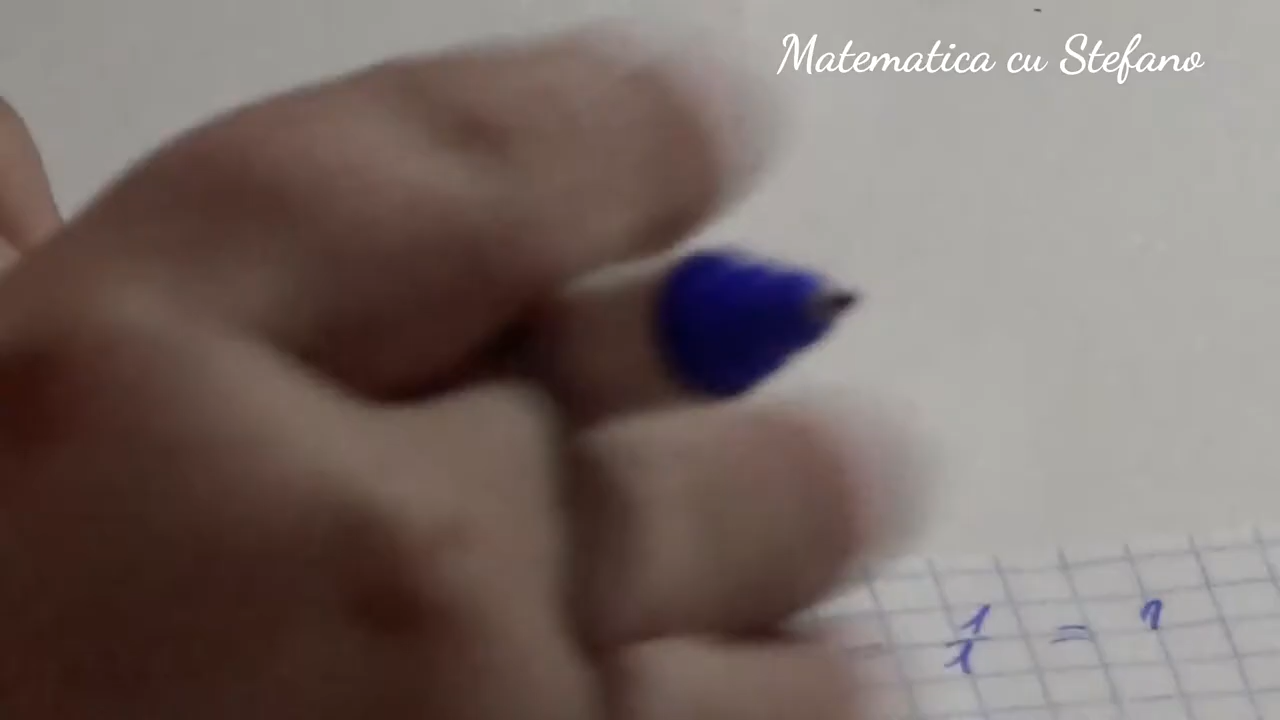 Matematica cu Stefano
1/1 = 1